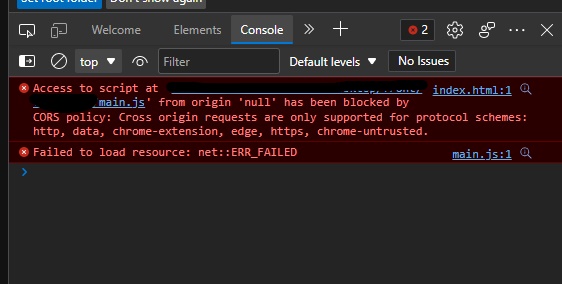 Set root folder Don't show again
Welcome Elements Console 2
top Filter Default levels No Issues
Access to script at index.html:1
main.js' from origin 'null' has been blocked by
CORS policy: Cross origin requests are only supported for protocol schemes:
http, data, chrome-extension, edge, https, chrome-untrusted.
Failed to load resource: net::ERR_FAILED main.js:1